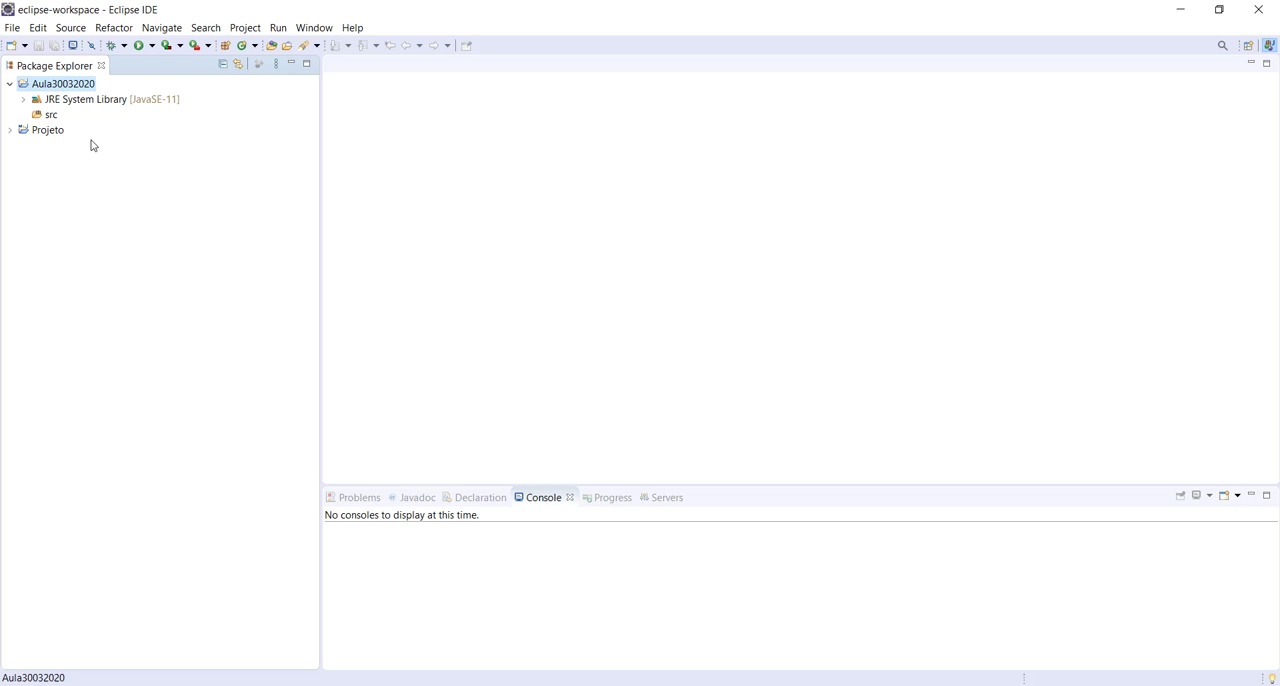 eclipse-workspace - Eclipse IDE
File Edit Source Refactor Navigate Search Project Run Window Help
Package Explorer
Aula30032020
JRE System Library [JavaSE-11]
src
Projeto
Problems Javadoc Declaration Console Progress Servers
No consoles to display at this time.
Aula30032020